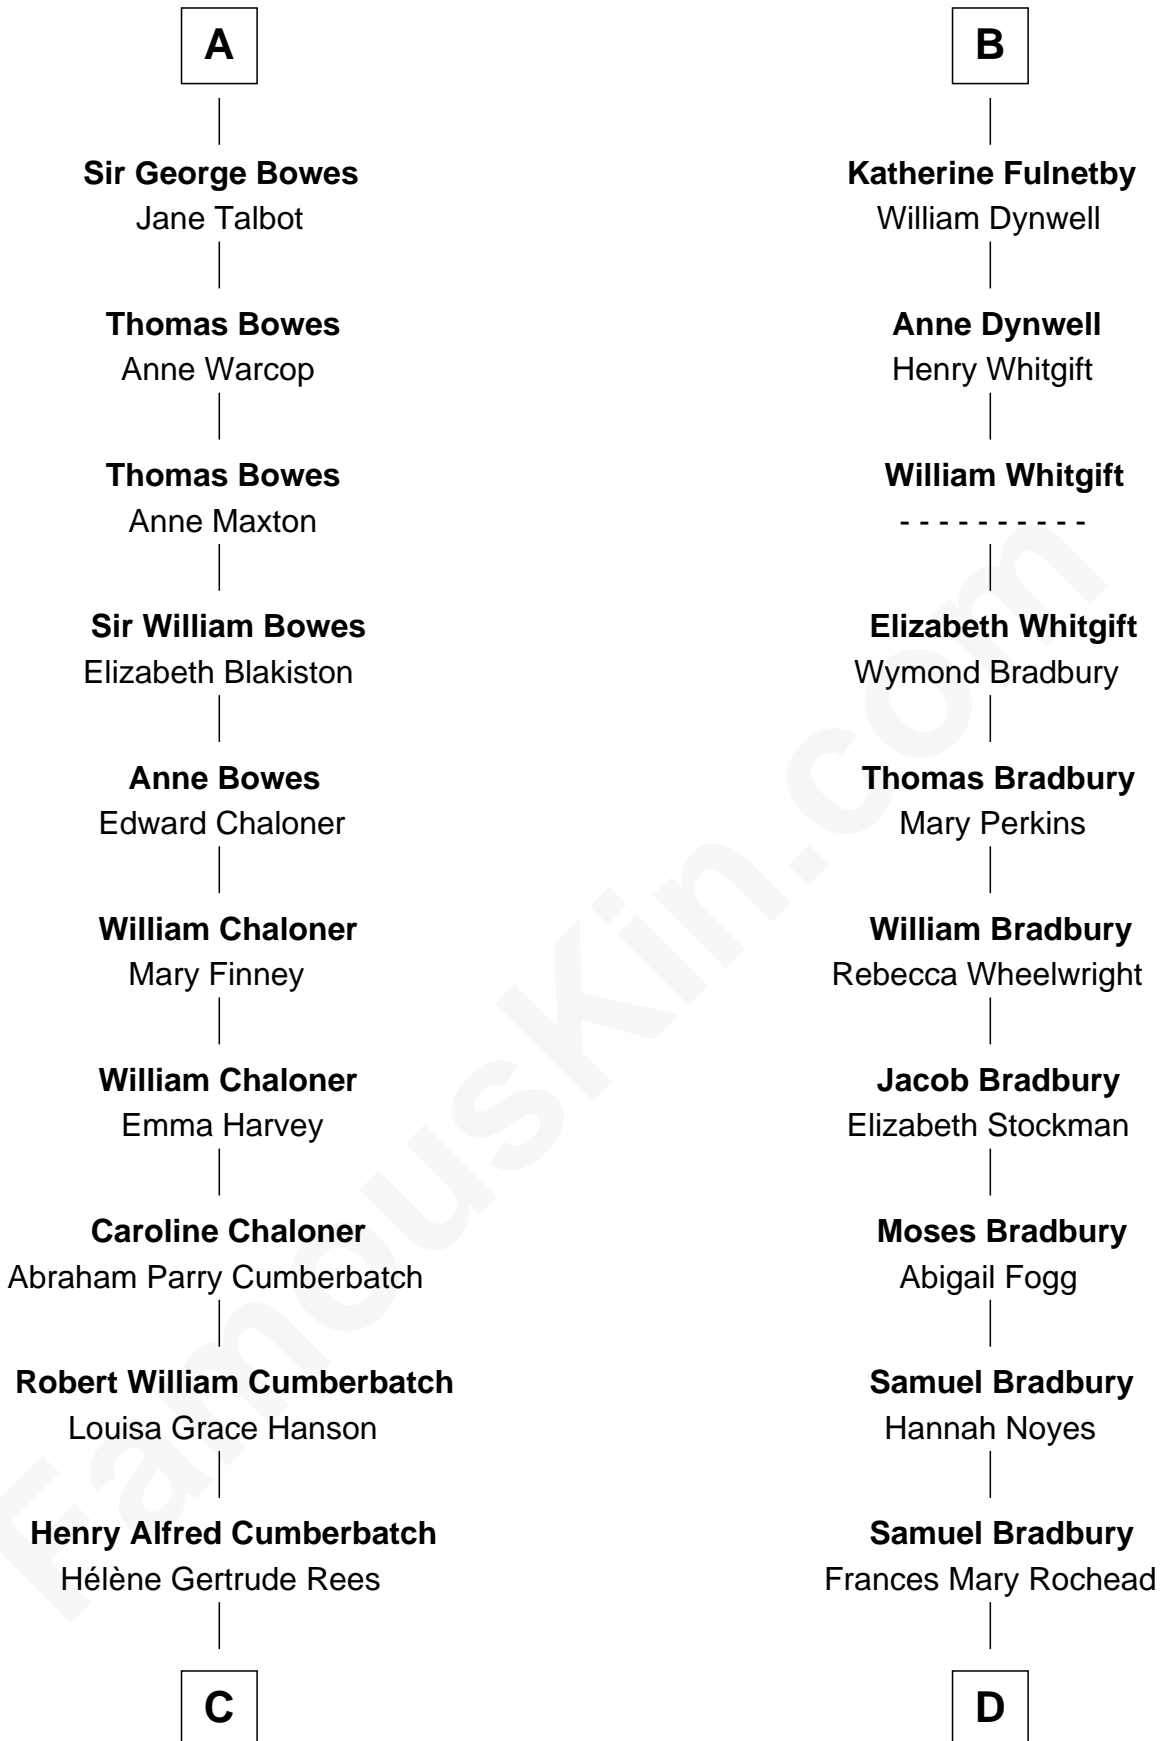 A
Sir George Bowes
Jane Talbot
Thomas Bowes
Anne Warcop
Thomas Bowes
Anne Maxton
Sir William Bowes
Elizabeth Blakiston
Anne Bowes
Edward Chaloner
William Chaloner
Mary Finney
William Chaloner
Emma Harvey
Caroline Chaloner
Abraham Parry Cumberbatch
Robert William Cumberbatch
Louisa Grace Hanson
Henry Alfred Cumberbatch
Hélène Gertrude Rees
C
B
Katherine Fulnetby
William Dynwell
Anne Dynwell
Henry Whitgift
William Whitgift
- - - - - - - - - -
Elizabeth Whitgift
Wymond Bradbury
Thomas Bradbury
Mary Perkins
William Bradbury
Rebecca Wheelwright
Jacob Bradbury
Elizabeth Stockman
Moses Bradbury
Abigail Fogg
Samuel Bradbury
Hannah Noyes
Samuel Bradbury
Frances Mary Rochead
D
FamousKin.com